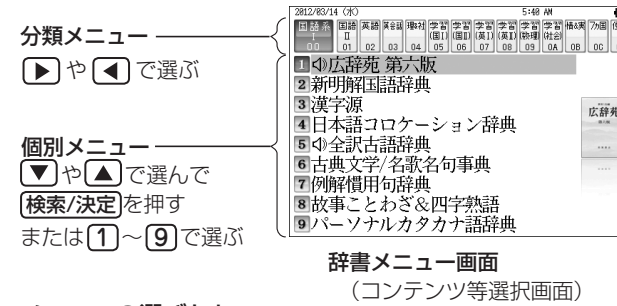 分類メニュー
▶ や ◀ で選ぶ
個別メニュー
▼ や ▲ で選んで
検索/決定 を押す
または 1 ～ 9 で選ぶ
2012/03/14 (水) 5:40 AM
国語系 I 00
国語 01
英語 02
英会話 03
理&社 04
学習(国I) 05
学習(国II) 06
学習(英I) 07
学習(英II) 08
学習(物理) 09
学習(社会) 0A
暮&実 0B
7カ国 0C
1 広辞苑 第六版
2 新明解国語辞典
3 漢字源
4 日本語コロケーション辞典
5 全訳古語辞典
6 古典文学/名歌名句事典
7 例解慣用句辞典
8 故事ことわざ&四字熟語
9 パーソナルカタカナ語辞典
広辞苑
辞書メニュー画面
（コンテンツ等選択画面）